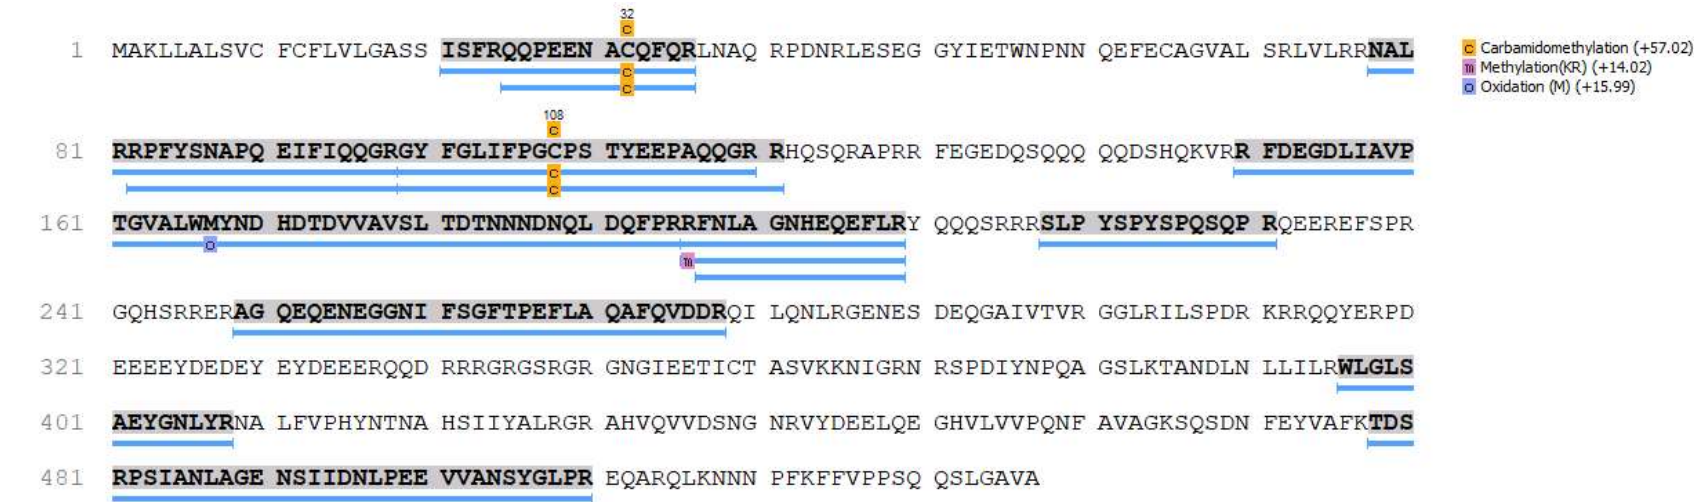 32
C
1 MAKLLALSVC FCFLVLGASS ISFRQQPEEN ACQFQRLNAQ RPDNRLESEG GYIETWNPNN QEFECAGVAL SRLVLRRNAL
C
C
C Carbamidomethylation (+57.02)
m Methylation(KR) (+14.02)
o Oxidation (M) (+15.99)
108
C
81 RRPFYSNAPQ EIFIQQGRGY FGLIFPGCPS TYEEPAQQGR RHQSQRAPRR FEGEDQSQQQ QQDSHQKVRR FDEGDLIAVP
C
C
161 TGVALWMYND HDTDVVAVSL TDTNNNDNQL DQFPRRFNLA GNHEQEFLRY QQQSRRRSLP YSPYSPQSQP RQEEREFSPR
o
m
241 GQHSRRERAG QEQENEGGNI FSGFTPEFLA QAFQVDDRQI LQNLRGENES DEQGAIVTVR GGLRILSPDR KRRQQYERPD
321 EEEEYDEDEY EYDEEERQQD RRRGRGSRGR GNGIEETICT ASVKKNIGRN RSPDIYNPQA GSLKTANDLN LLILRWLGLS
401 AEYGNLYRNA LFVPHYNTNA HSIIYALRGR AHVQVVDSNG NRVYDEELQE GHVLVVPQNF AVAGKSQSDN FEYVAFKTDS
481 RPSIANLAGE NSIIDNLPEE VVANSYGLPR EQARQLKNNN PFKFFVPPSQ QSLGAVA